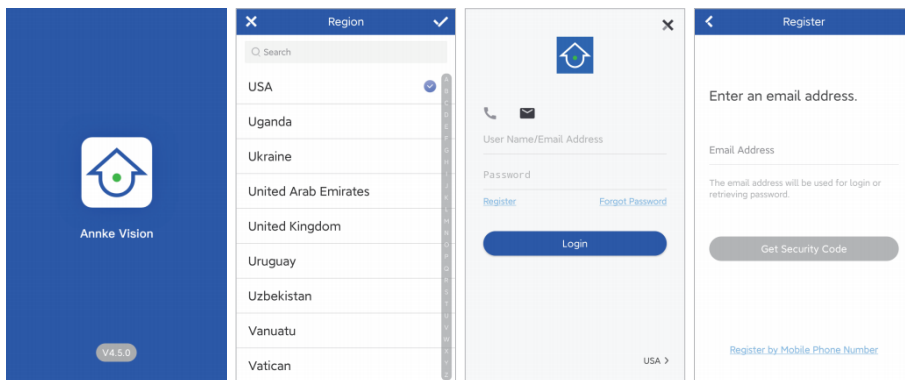 Annke Vision
V4.5.0
Region
Search
USA
Uganda
Ukraine
United Arab Emirates
United Kingdom
Uruguay
Uzbekistan
Vanuatu
Vatican
User Name/Email Address
Password
Register Forgot Password
Login
USA >
Register
Enter an email address.
Email Address
The email address will be used for login or
retrieving password.
Get Security Code
Register by Mobile Phone Number